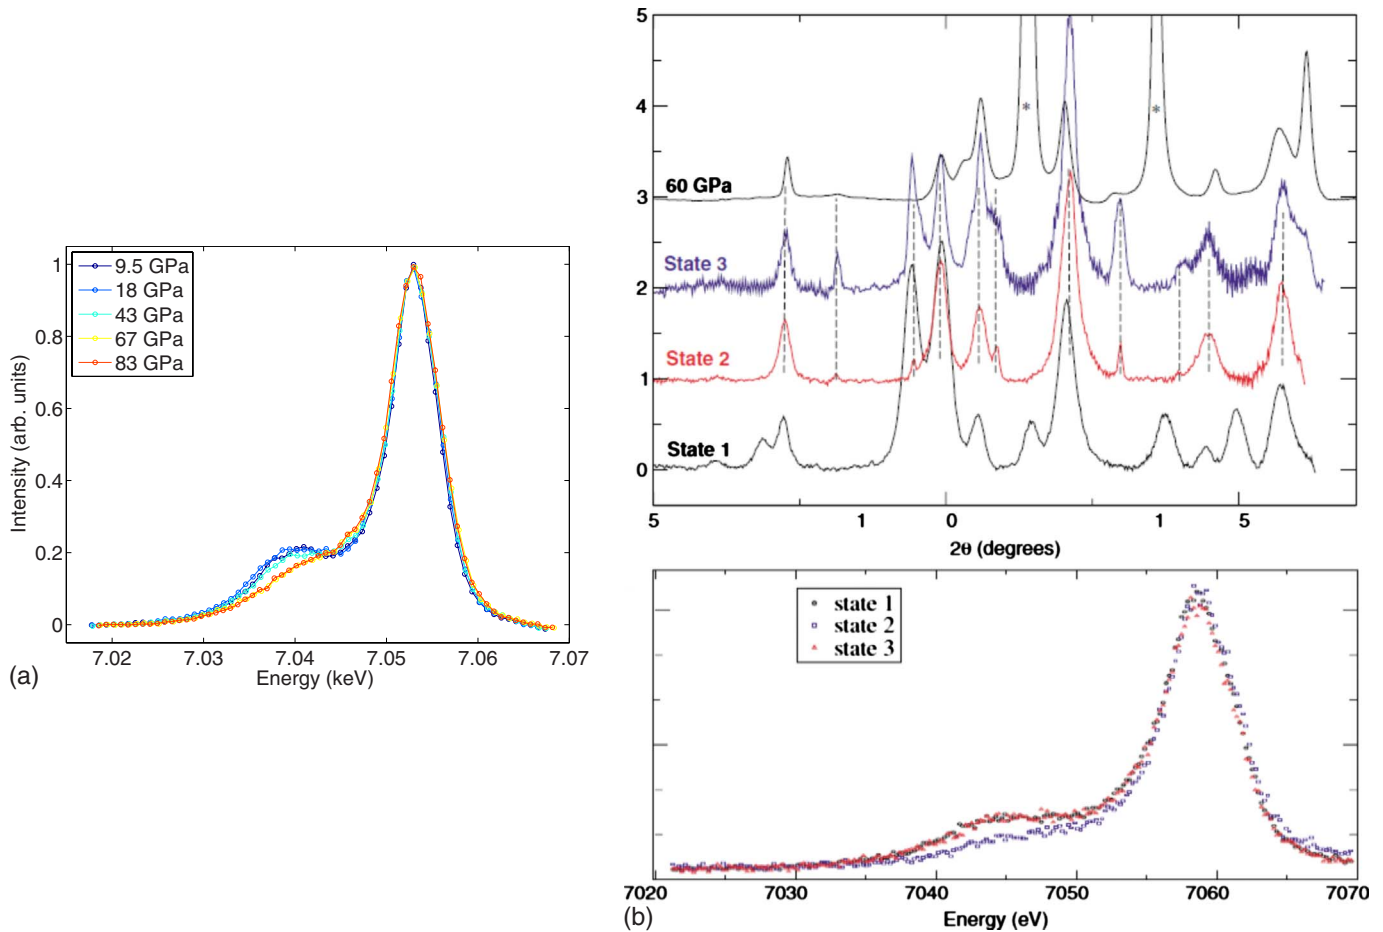 9.5 GPa
18 GPa
43 GPa
67 GPa
83 GPa
1
0.8
0.6
0.4
0.2
0
Intensity (arb. units)
7.02 7.03 7.04 7.05 7.06 7.07
Energy (keV)
(a)
5
4
3
2
1
0
*
*
60 GPa
State 3
State 2
State 1
5 1 0 1 5
2θ (degrees)
state 1
state 2
state 3
7020 7030 7040 7050 7060 7070
Energy (eV)
(b)